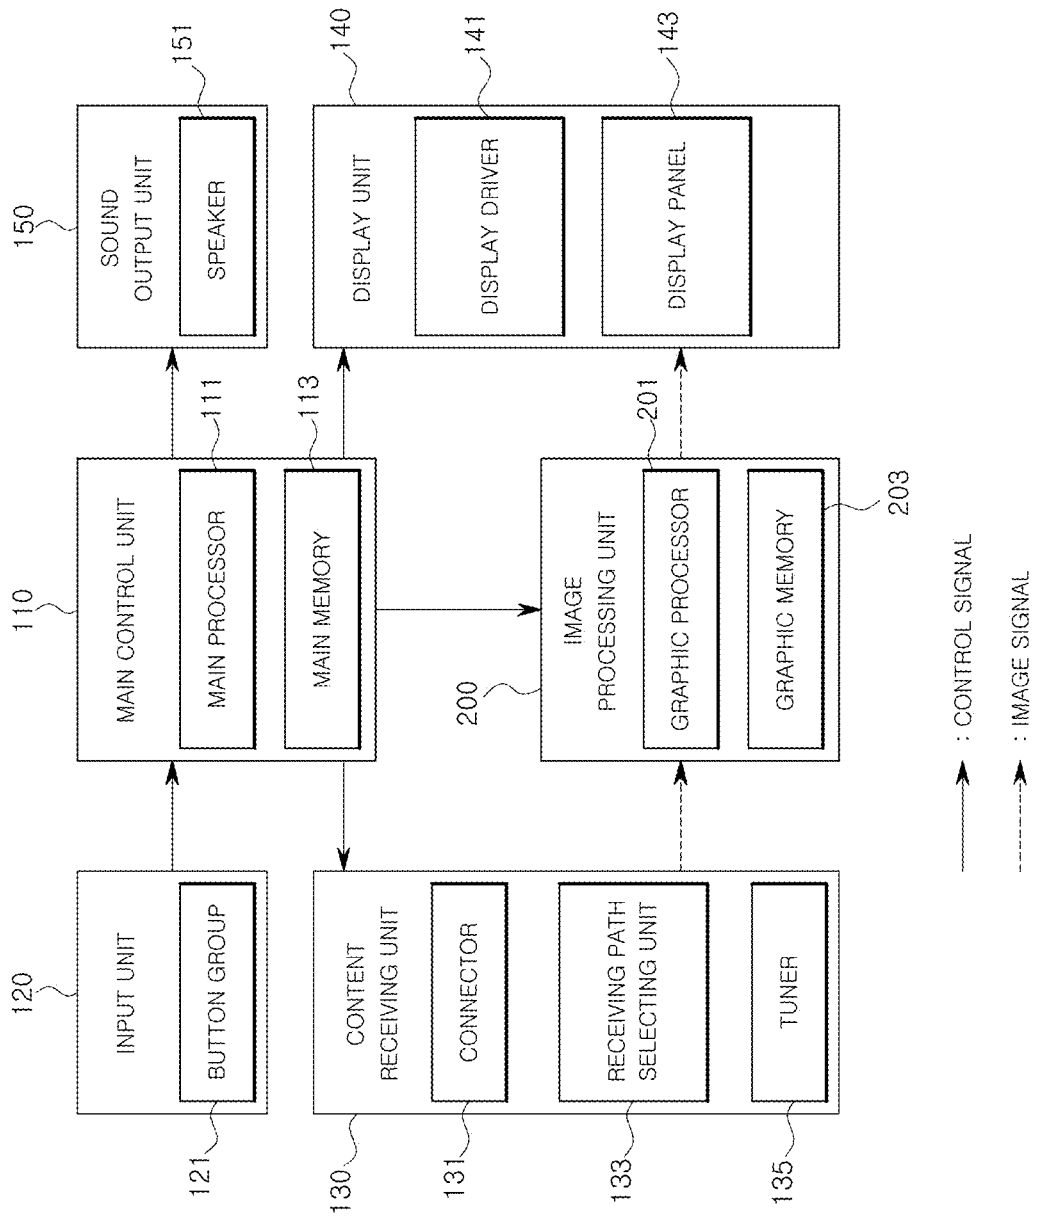 120
INPUT UNIT
BUTTON GROUP
121
110
MAIN CONTROL UNIT
MAIN PROCESSOR
111
MAIN MEMORY
113
150
SOUND
OUTPUT UNIT
SPEAKER
151
130
CONTENT
RECEIVING UNIT
CONNECTOR
131
RECEIVING PATH
SELECTING UNIT
133
TUNER
135
200
IMAGE
PROCESSING UNIT
GRAPHIC PROCESSOR
201
GRAPHIC MEMORY
203
140
DISPLAY UNIT
DISPLAY DRIVER
141
DISPLAY PANEL
143
: CONTROL SIGNAL
: IMAGE SIGNAL